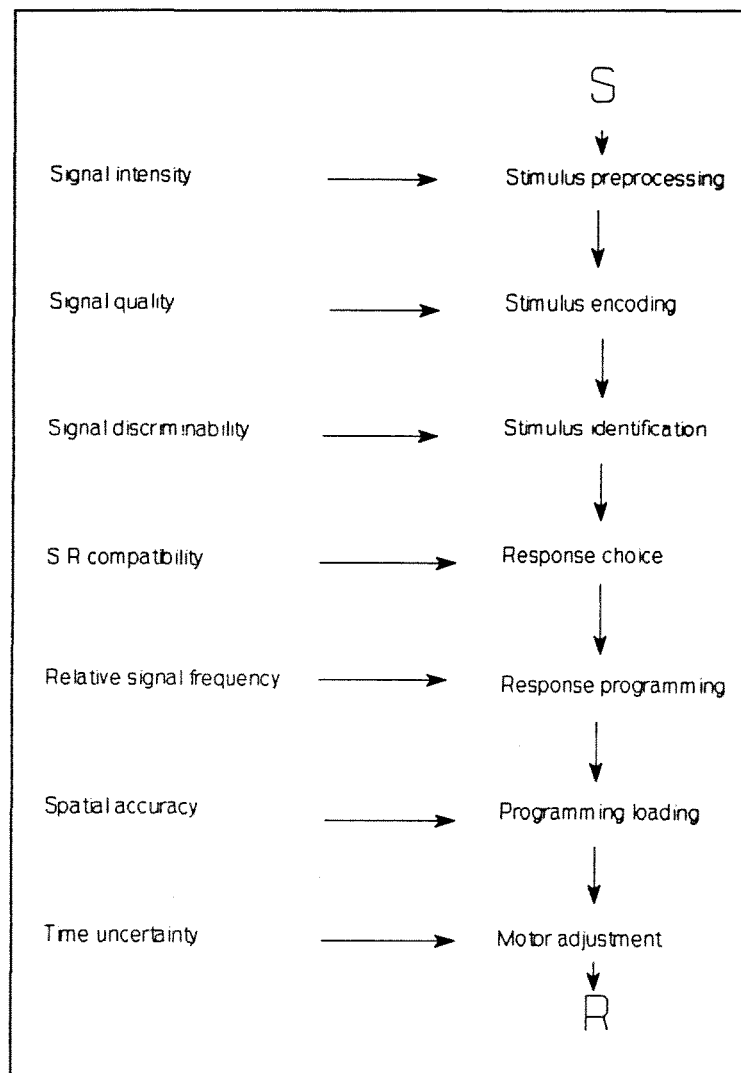 S
Signal intensity Stimulus preprocessing
Signal quality Stimulus encoding
Signal discriminability Stimulus identification
S R compatibility Response choice
Relative signal frequency Response programming
Spatial accuracy Programming loading
Time uncertainty Motor adjustment
R